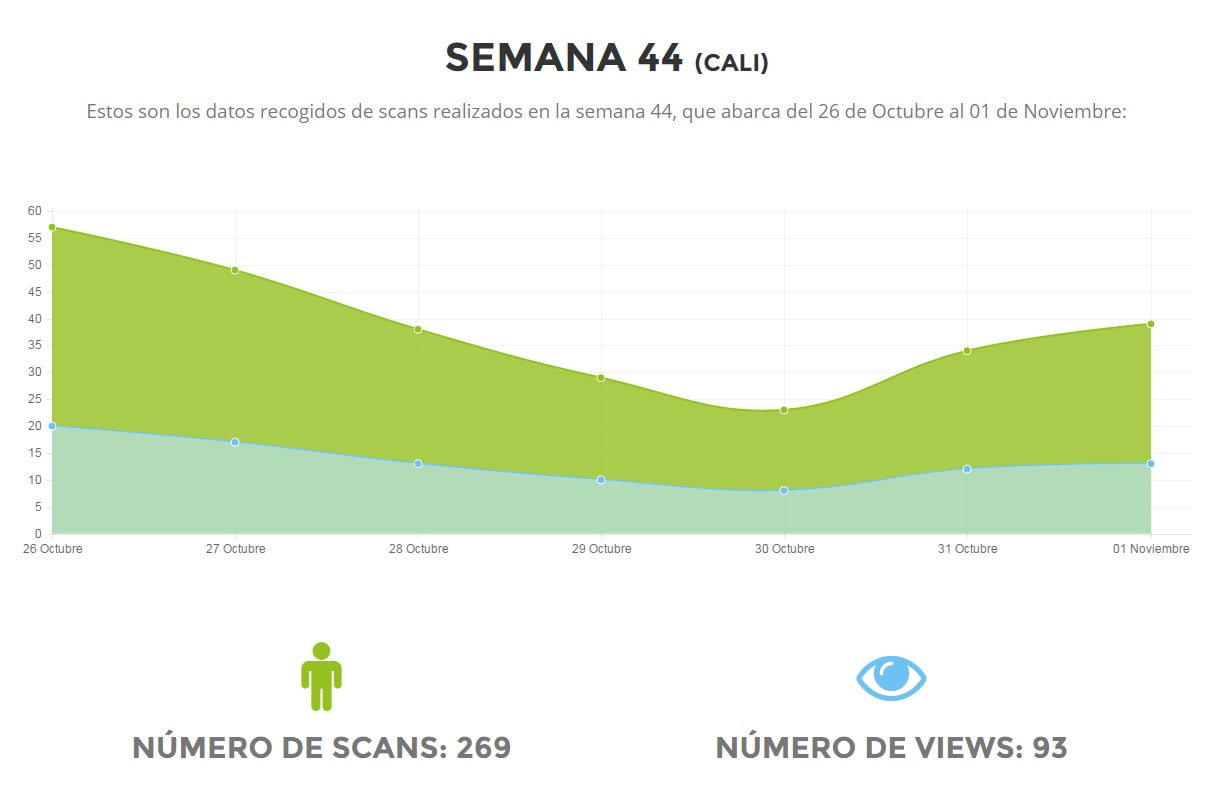 SEMANA 44 (CALI)
Estos son los datos recogidos de scans realizados en la semana 44, que abarca del 26 de Octubre al 01 de Noviembre:
60
55
50
45
40
35
30
25
20
15
10
5
0
26 Octubre 27 Octubre 28 Octubre 29 Octubre 30 Octubre 31 Octubre 01 Noviembre
NÚMERO DE SCANS: 269
NÚMERO DE VIEWS: 93